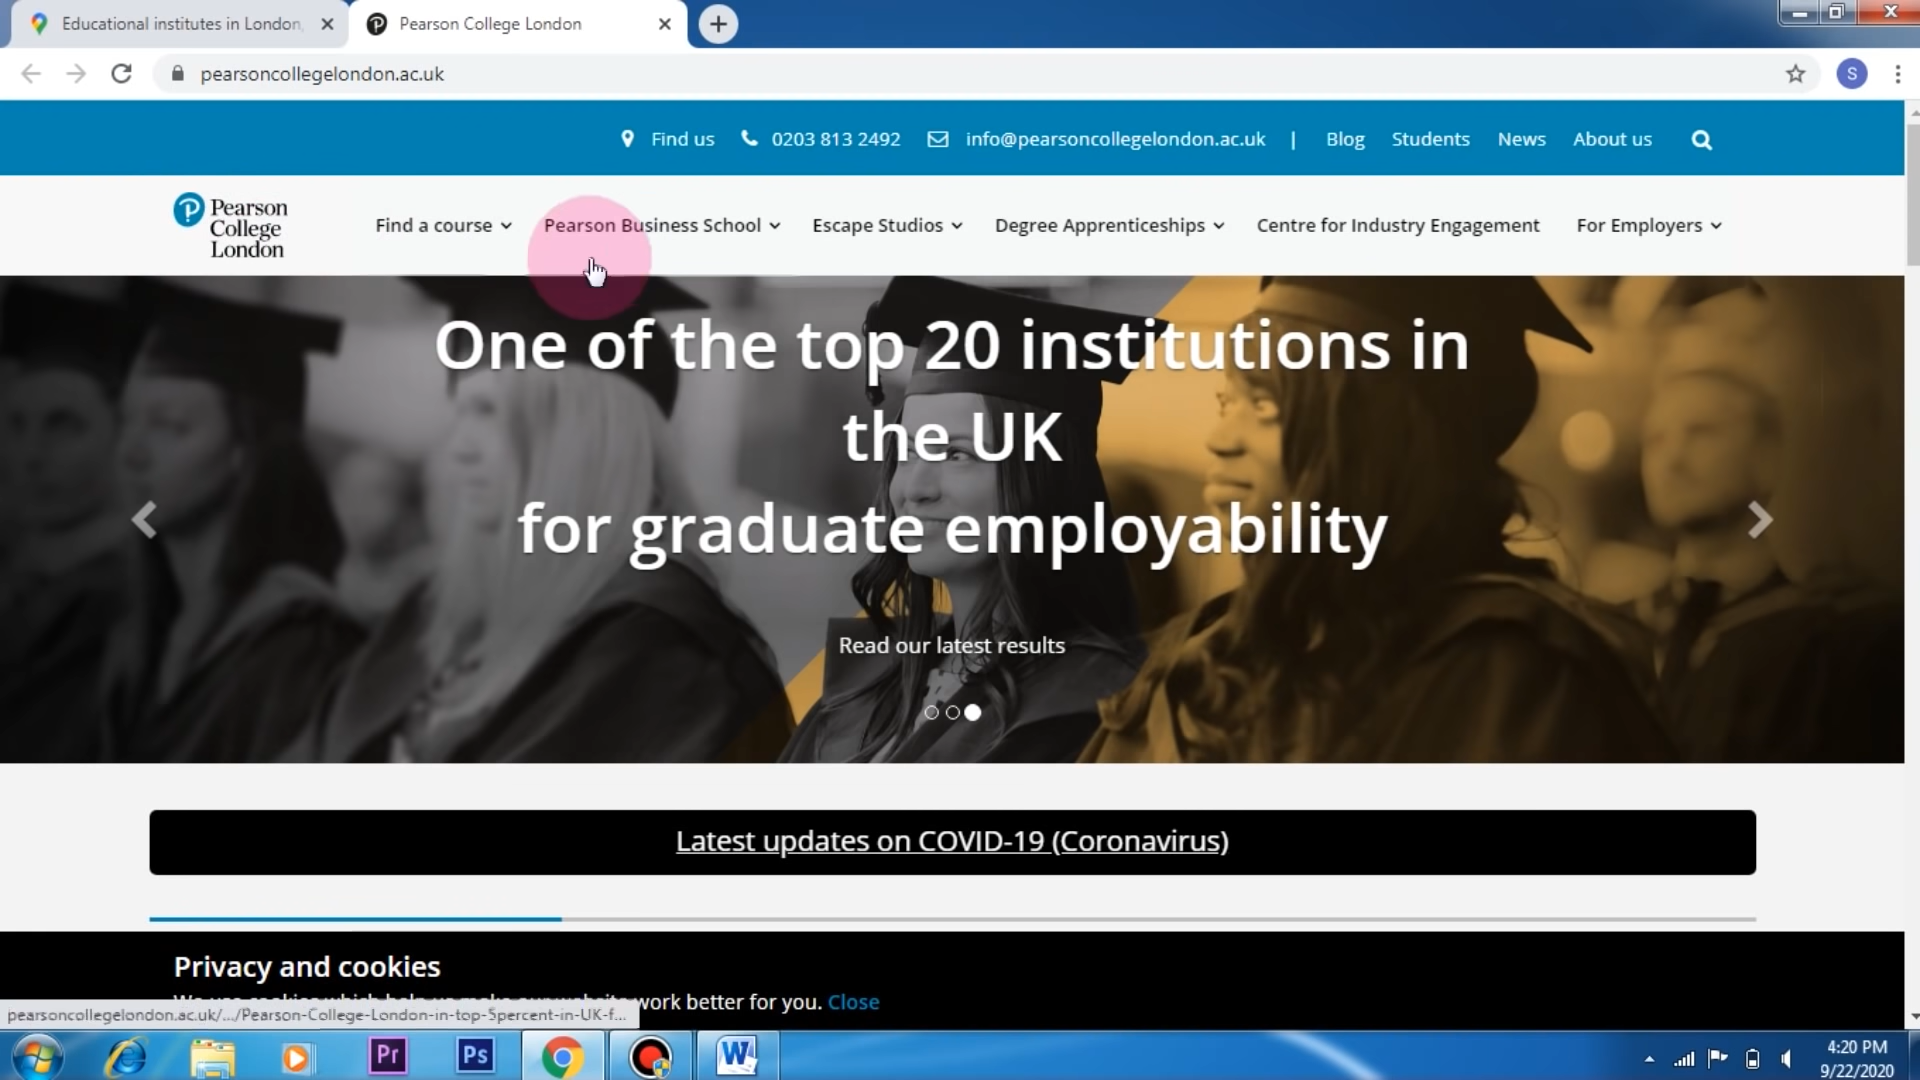 Educational institutes in London,
Pearson College London
pearsoncollegelondon.ac.uk
S
Find us
0203 813 2492
info@pearsoncollegelondon.ac.uk
|
Blog
Students
News
About us
Pearson
College
London
Find a course
Pearson Business School
Escape Studios
Degree Apprenticeships
Centre for Industry Engagement
For Employers
One of the top 20 institutions in
the UK
for graduate employability
Read our latest results
Latest updates on COVID-19 (Coronavirus)
Privacy and cookies
We use cookies which help us make our website work better for you. Close
pearsoncollegelondon.ac.uk/.../Pearson-College-London-in-top-5percent-in-UK-f...
Pr
Ps
W
4:20 PM
9/22/2020